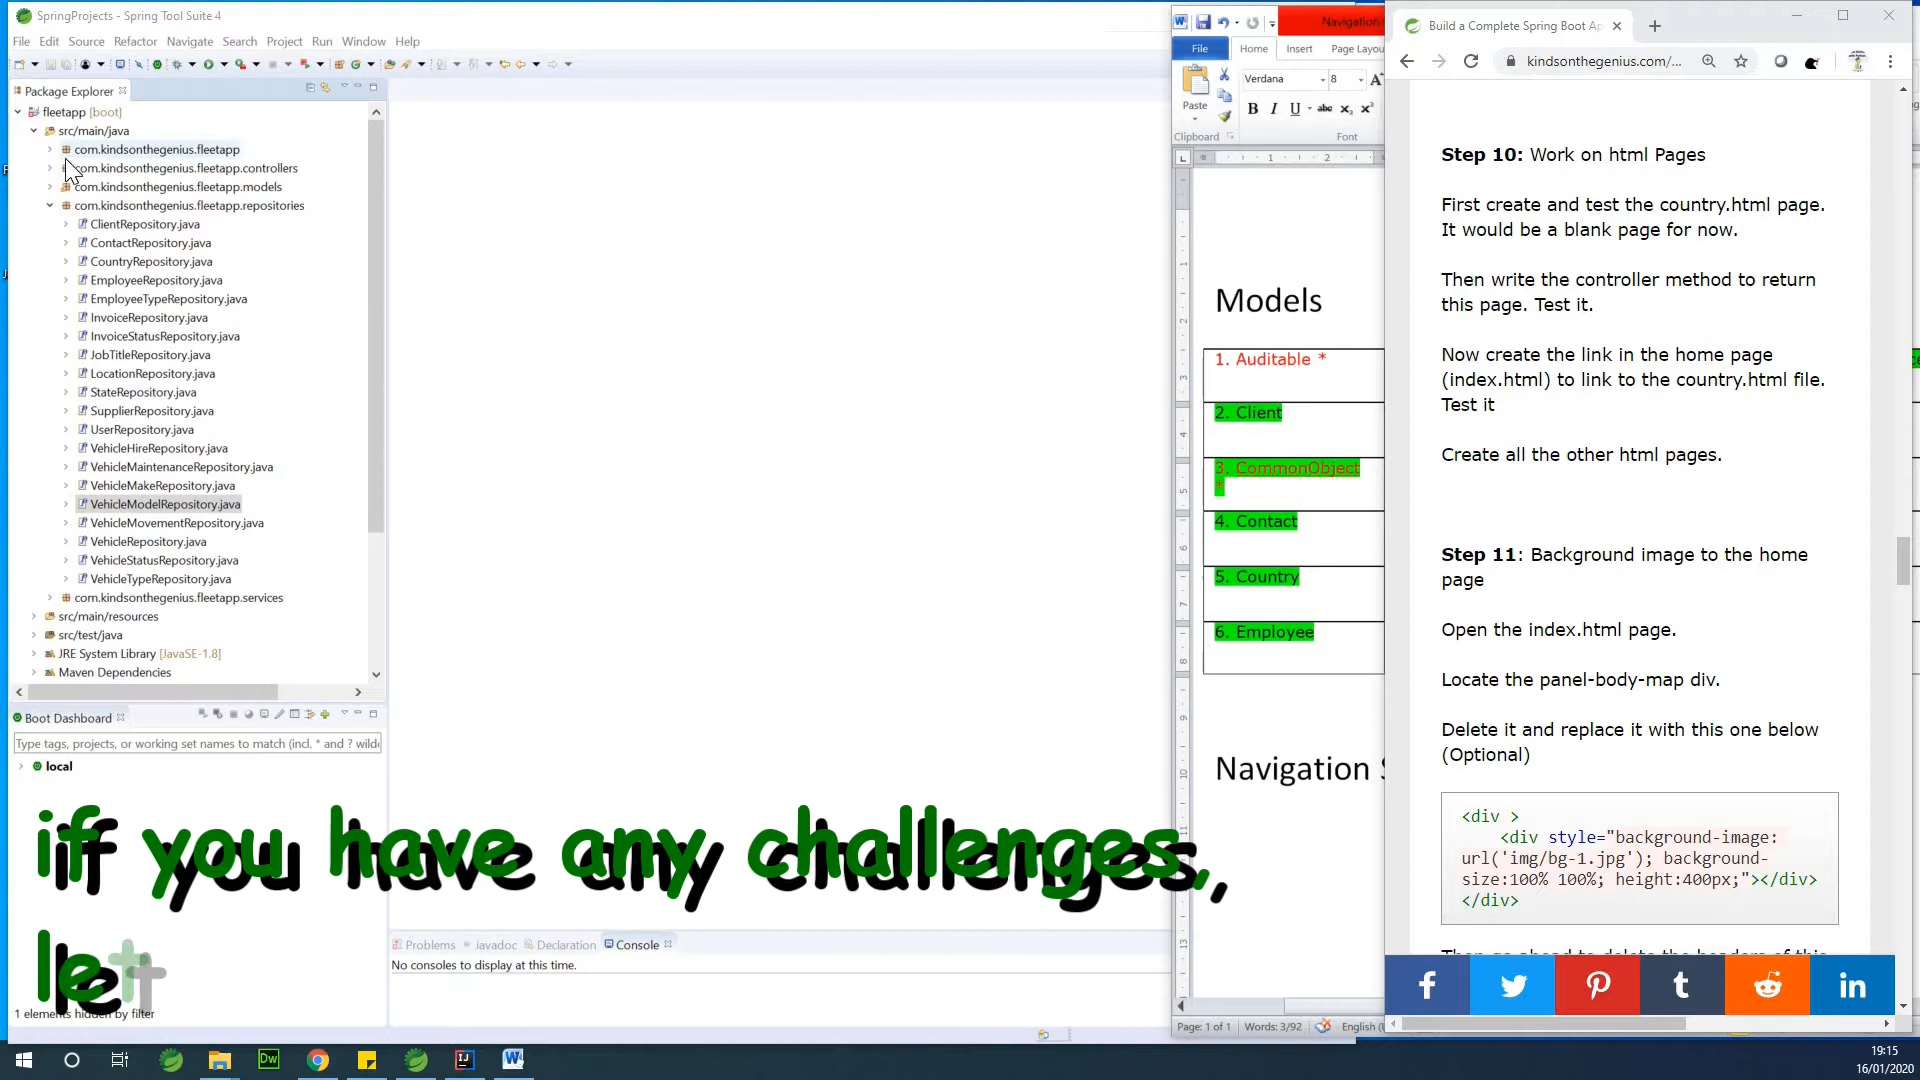 SpringProjects - Spring Tool Suite 4
File Edit Source Refactor Navigate Search Project Run Window Help
Package Explorer
fleetapp [boot]
src/main/java
com.kindsonthegenius.fleetapp
com.kindsonthegenius.fleetapp.controllers
com.kindsonthegenius.fleetapp.models
com.kindsonthegenius.fleetapp.repositories
ClientRepository.java
ContactRepository.java
CountryRepository.java
EmployeeRepository.java
EmployeeTypeRepository.java
InvoiceRepository.java
InvoiceStatusRepository.java
JobTitleRepository.java
LocationRepository.java
StateRepository.java
SupplierRepository.java
UserRepository.java
VehicleHireRepository.java
VehicleMaintenanceRepository.java
VehicleMakeRepository.java
VehicleModelRepository.java
VehicleMovementRepository.java
VehicleRepository.java
VehicleStatusRepository.java
VehicleTypeRepository.java
com.kindsonthegenius.fleetapp.services
src/main/resources
src/test/java
JRE System Library [JavaSE-1.8]
Maven Dependencies
Boot Dashboard
Type tags, projects, or working set names to match (incl. * and ? wild
local
1 elements hidden by filter
Problems Javadoc Declaration Console
No consoles to display at this time.
if you have any challenges,
let
Navigation
File Home Insert Page Layou
Paste
Verdana 8
Clipboard Font
Models
1. Auditable *
2. Client
3. CommonObject
*
4. Contact
5. Country
6. Employee
Navigation S
Page: 1 of 1 Words: 3/92 English (
Build a Complete Spring Boot Ap
kindsonthegenius.com/...
Step 10: Work on html Pages
First create and test the country.html page.
It would be a blank page for now.
Then write the controller method to return
this page. Test it.
Now create the link in the home page
(index.html) to link to the country.html file.
Test it
Create all the other html pages.
Step 11: Background image to the home
page
Open the index.html page.
Locate the panel-body-map div.
Delete it and replace it with this one below
(Optional)
<div >
<div style="background-image:
url('img/bg-1.jpg'); background-
size:100% 100%; height:400px;"></div>
</div>
Then go ahead to delete the headers of this
19:15
16/01/2020